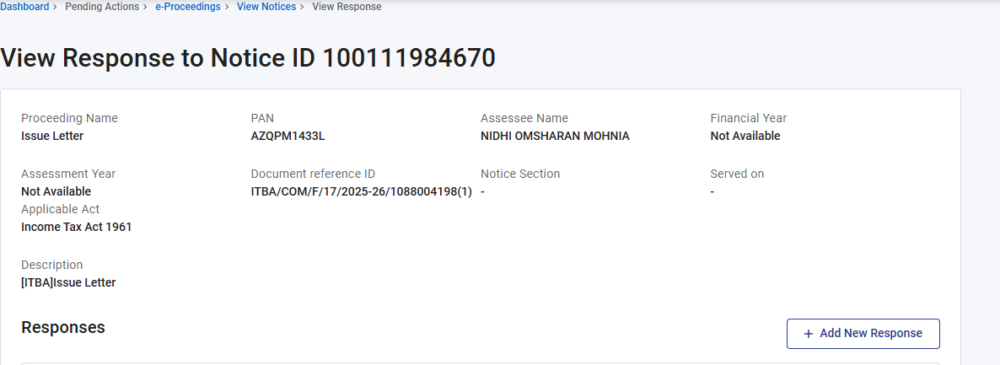 Dashboard > Pending Actions > e-Proceedings > View Notices > View Response
View Response to Notice ID 100111984670
Proceeding Name PAN Assessee Name Financial Year
Issue Letter AZQPM1433L NIDHI OMSHARAN MOHNIA Not Available
Assessment Year Document reference ID Notice Section Served on
Not Available ITBA/COM/F/17/2025-26/1088004198(1) - -
Applicable Act
Income Tax Act 1961
Description
[ITBA]Issue Letter
Responses
+ Add New Response